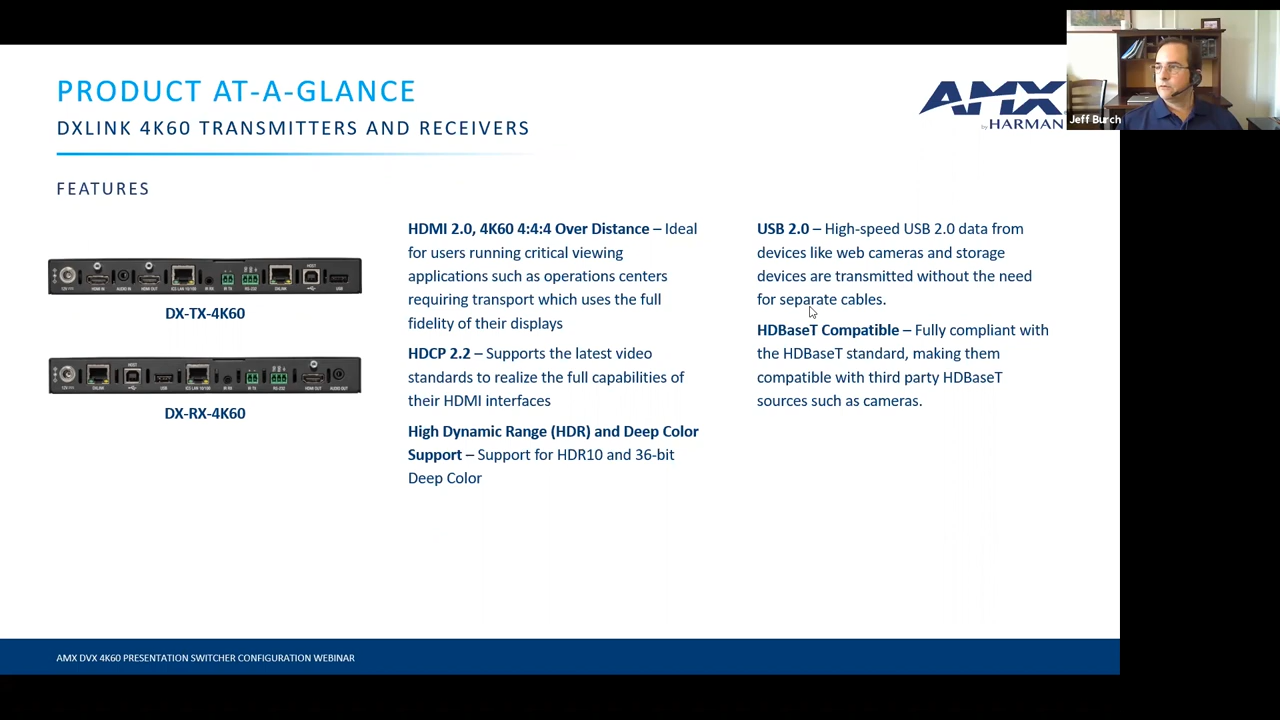 PRODUCT AT-A-GLANCE
DXLINK 4K60 TRANSMITTERS AND RECEIVERS
AMX
by HARMAN
Jeff Burch
FEATURES
DX-TX-4K60
DX-RX-4K60
HDMI 2.0, 4K60 4:4:4 Over Distance – Ideal
for users running critical viewing
applications such as operations centers
requiring transport which uses the full
fidelity of their displays
HDCP 2.2 – Supports the latest video
standards to realize the full capabilities of
their HDMI interfaces
High Dynamic Range (HDR) and Deep Color
Support – Support for HDR10 and 36-bit
Deep Color
USB 2.0 – High-speed USB 2.0 data from
devices like web cameras and storage
devices are transmitted without the need
for separate cables.
HDBaseT Compatible – Fully compliant with
the HDBaseT standard, making them
compatible with third party HDBaseT
sources such as cameras.
AMX DVX 4K60 PRESENTATION SWITCHER CONFIGURATION WEBINAR